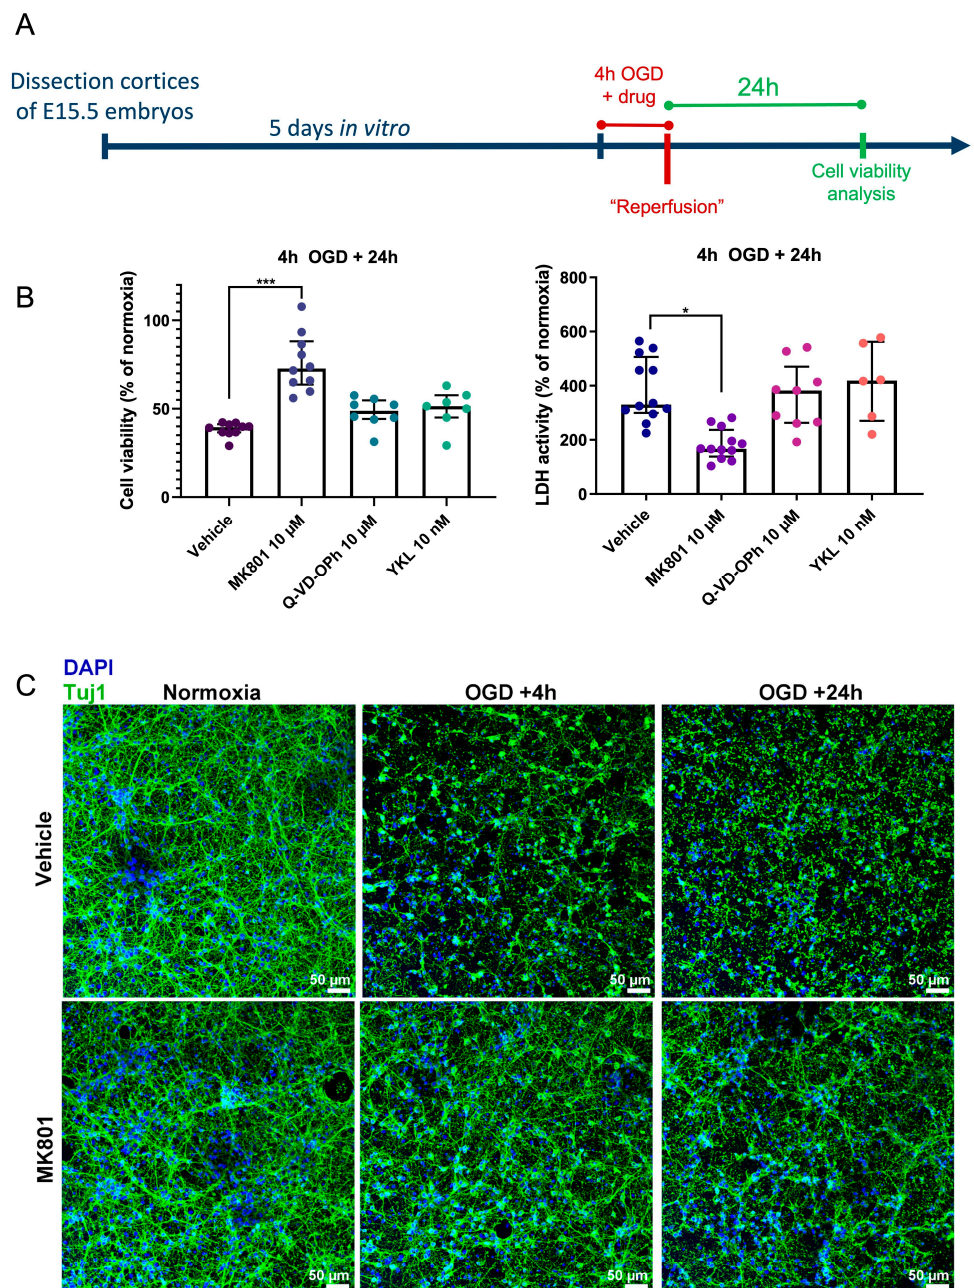 A
Dissection cortices
of E15.5 embryos
5 days in vitro
4h OGD
+ drug
24h
"Reperfusion"
Cell viability
analysis
B
4h OGD + 24h
Cell viability (% of normoxia)
100
50
0
***
Vehicle
MK801 10 µM
Q-VD-OPh 10 µM
YKL 10 nM
4h OGD + 24h
LDH activity (% of normoxia)
800
600
400
200
0
*
Vehicle
MK801 10 µM
Q-VD-OPh 10 µM
YKL 10 nM
C
DAPI
Tuj1
Normoxia
OGD +4h
OGD +24h
Vehicle
50 µm
50 µm
50 µm
MK801
50 µm
50 µm
50 µm